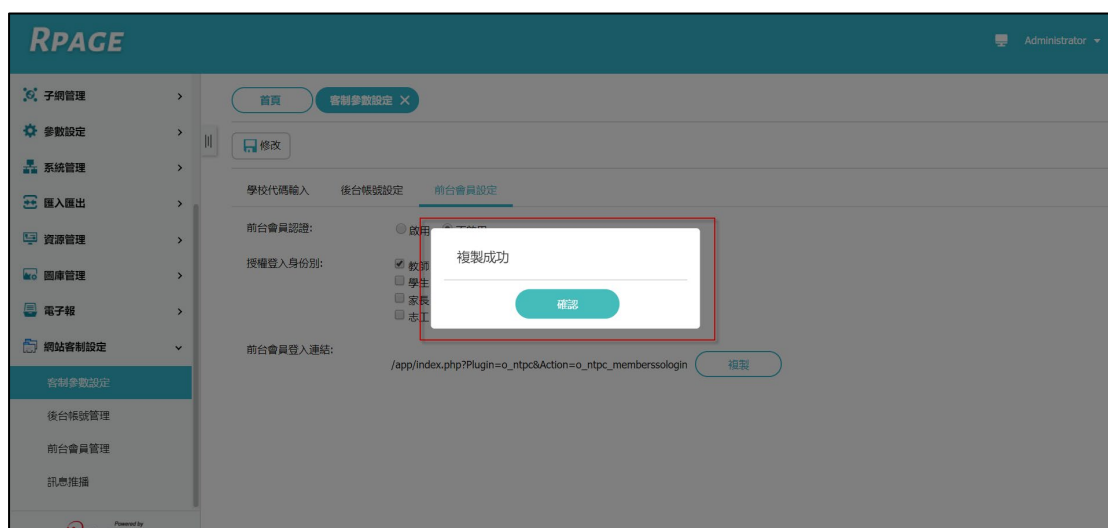 RPAGE
Administrator
子網管理
參數設定
系統管理
匯入匯出
資源管理
圖庫管理
電子報
網站客制設定
客制參數設定
後台帳號管理
前台會員管理
訊息推播
Powered by
首頁 客制參數設定
修改
學校代碼輸入 後台帳號設定 前台會員設定
前台會員認證: 啟用
授權登入身份別: 教師
學生
家長
志工
複製成功
確認
前台會員登入連結:
/app/index.php?Plugin=o_ntpc&Action=o_ntpc_memberssologin 複製